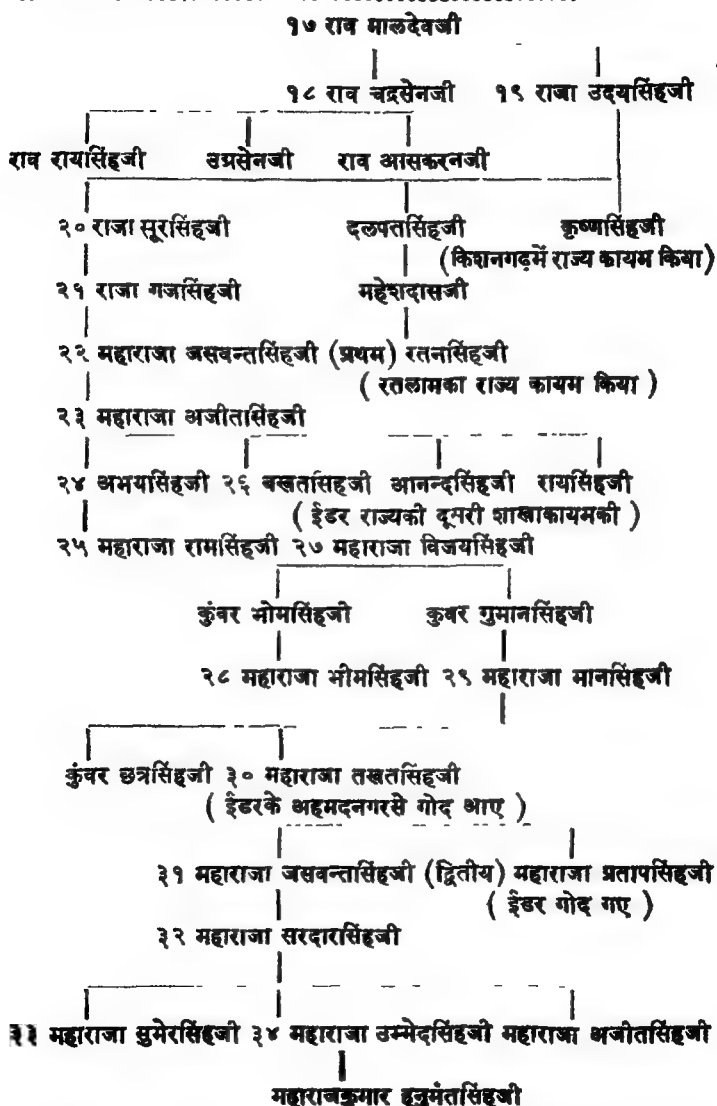 १७ राव मालदेवजी
१८ राव चद्रसेनजी १९ राजा उदयसिंहजी
राव रायसिंहजी उग्रसेनजी राव आसकरनजी
२० राजा सूरसिंहजी दलपतसिंहजी कृष्णसिंहजी
(किशनगढ़में राज्य कायम किया)
२१ राजा गजसिंहजी महेशदासजी
२२ महाराजा जसवन्तसिंहजी (प्रथम) रतनसिंहजी
( रतलामका राज्य कायम किया )
२३ महाराजा अजीतसिंहजी
२४ अभयसिंहजी २६ बखतसिंहजी आनन्दसिंहजी रायसिंहजी
( ईडर राज्यकी दूसरी शाखाकायमकी )
२५ महाराजा रामसिंहजी २७ महाराजा विजयसिंहजी
कुंवर भोमसिंहजी कुवर गुमानसिंहजी
२८ महाराजा भीमसिंहजी २९ महाराजा मानसिंहजी
कुंवर छत्रसिंहजी ३० महाराजा तखतसिंहजी
( ईडरके अहमदनगरसे गोद आए )
३१ महाराजा जसवन्तसिंहजी (द्वितीय) महाराजा प्रतापसिंहजी
( ईडर गोद गए )
३२ महाराजा सरदारसिंहजी
३३ महाराजा सुमेरसिंहजी ३४ महाराजा उम्मेदसिंहजी महाराजा अजीतसिंहजी
महाराजकुमार हनुमंतसिंहजी